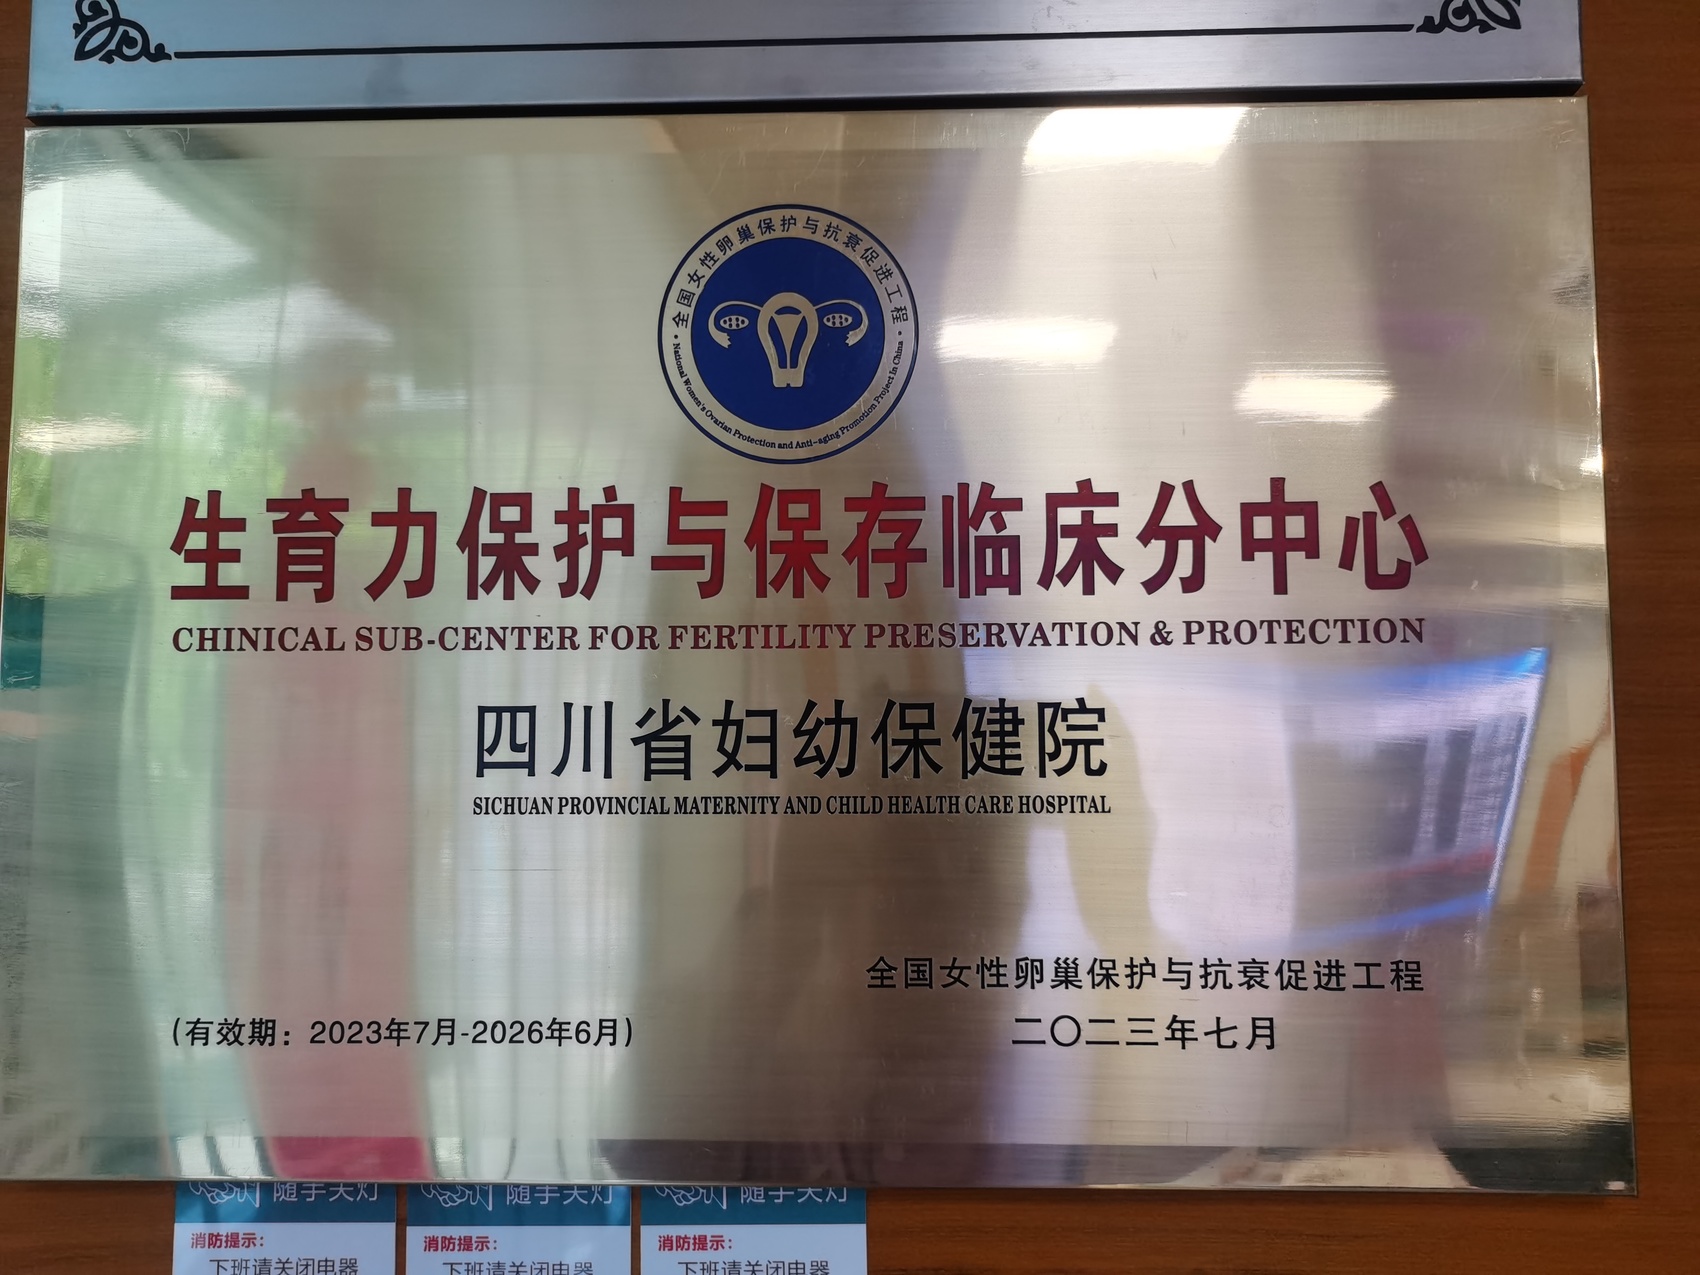 全国女性卵巢保护与抗衰促进工程
National Women's Ovarian Protection and Anti-aging Promotion Project In China
生育力保护与保存临床分中心
CHINICAL SUB-CENTER FOR FERTILITY PRESERVATION & PROTECTION
四川省妇幼保健院
SICHUAN PROVINCIAL MATERNITY AND CHILD HEALTH CARE HOSPITAL
全国女性卵巢保护与抗衰促进工程
(有效期：2023年7月-2026年6月)
二〇二三年七月
随手关灯 随手关灯 随手关灯
消防提示： 消防提示： 消防提示：
下班请关闭电器 下班请关闭电器 下班请关闭电器